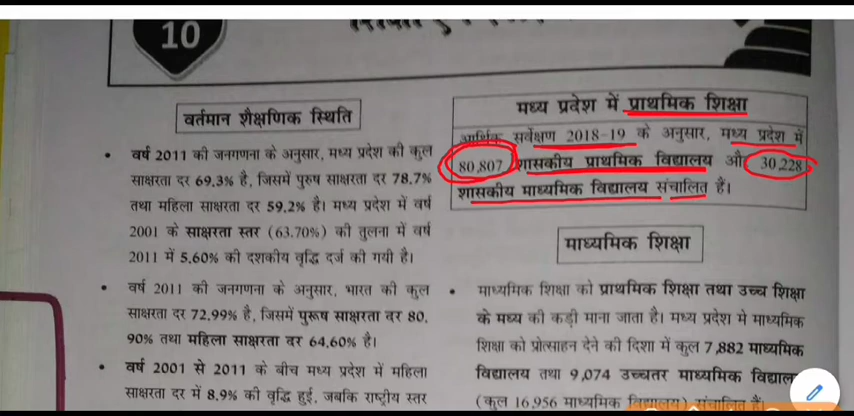 10
वर्तमान शैक्षणिक स्थिति
• वर्ष 2011 की जनगणना के अनुसार, मध्य प्रदेश की कुल
साक्षरता दर 69.3% है, जिसमें पुरुष साक्षरता दर 78.7%
तथा महिला साक्षरता दर 59.2% है। मध्य प्रदेश में वर्ष
2001 के साक्षरता स्तर (63.70%) की तुलना में वर्ष
2011 में 5.60% की दशकीय वृद्धि दर्ज की गयी है।
• वर्ष 2011 की जनगणना के अनुसार, भारत की कुल
साक्षरता दर 72.99% है, जिसमें पुरूष साक्षरता दर 80.
90% तथा महिला साक्षरता दर 64.60% है।
• वर्ष 2001 से 2011 के बीच मध्य प्रदेश में महिला
साक्षरता दर में 8.9% की वृद्धि हुई, जबकि राष्ट्रीय स्तर
मध्य प्रदेश में प्राथमिक शिक्षा
आर्थिक सर्वेक्षण 2018-19 के अनुसार, मध्य प्रदेश में
80,807 शासकीय प्राथमिक विद्यालय और 30,228
शासकीय माध्यमिक विद्यालय संचालित हैं।
माध्यमिक शिक्षा
• माध्यमिक शिक्षा को प्राथमिक शिक्षा तथा उच्च शिक्षा
के मध्य की कड़ी माना जाता है। मध्य प्रदेश मे माध्यमिक
शिक्षा को प्रोत्साहन देने की दिशा में कुल 7,882 माध्यमिक
विद्यालय तथा 9,074 उच्चतर माध्यमिक
(कुल 16,956 माध्यमिक विद्यालय) संचालित हैं।